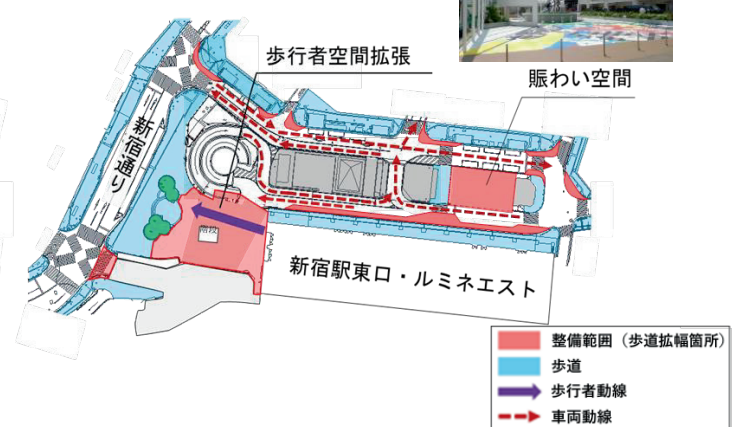 歩行者空間拡張
賑わい空間
新宿通り
階段
新宿駅東口・ルミネエスト
整備範囲（歩道拡幅箇所）
歩道
歩行者動線
車両動線